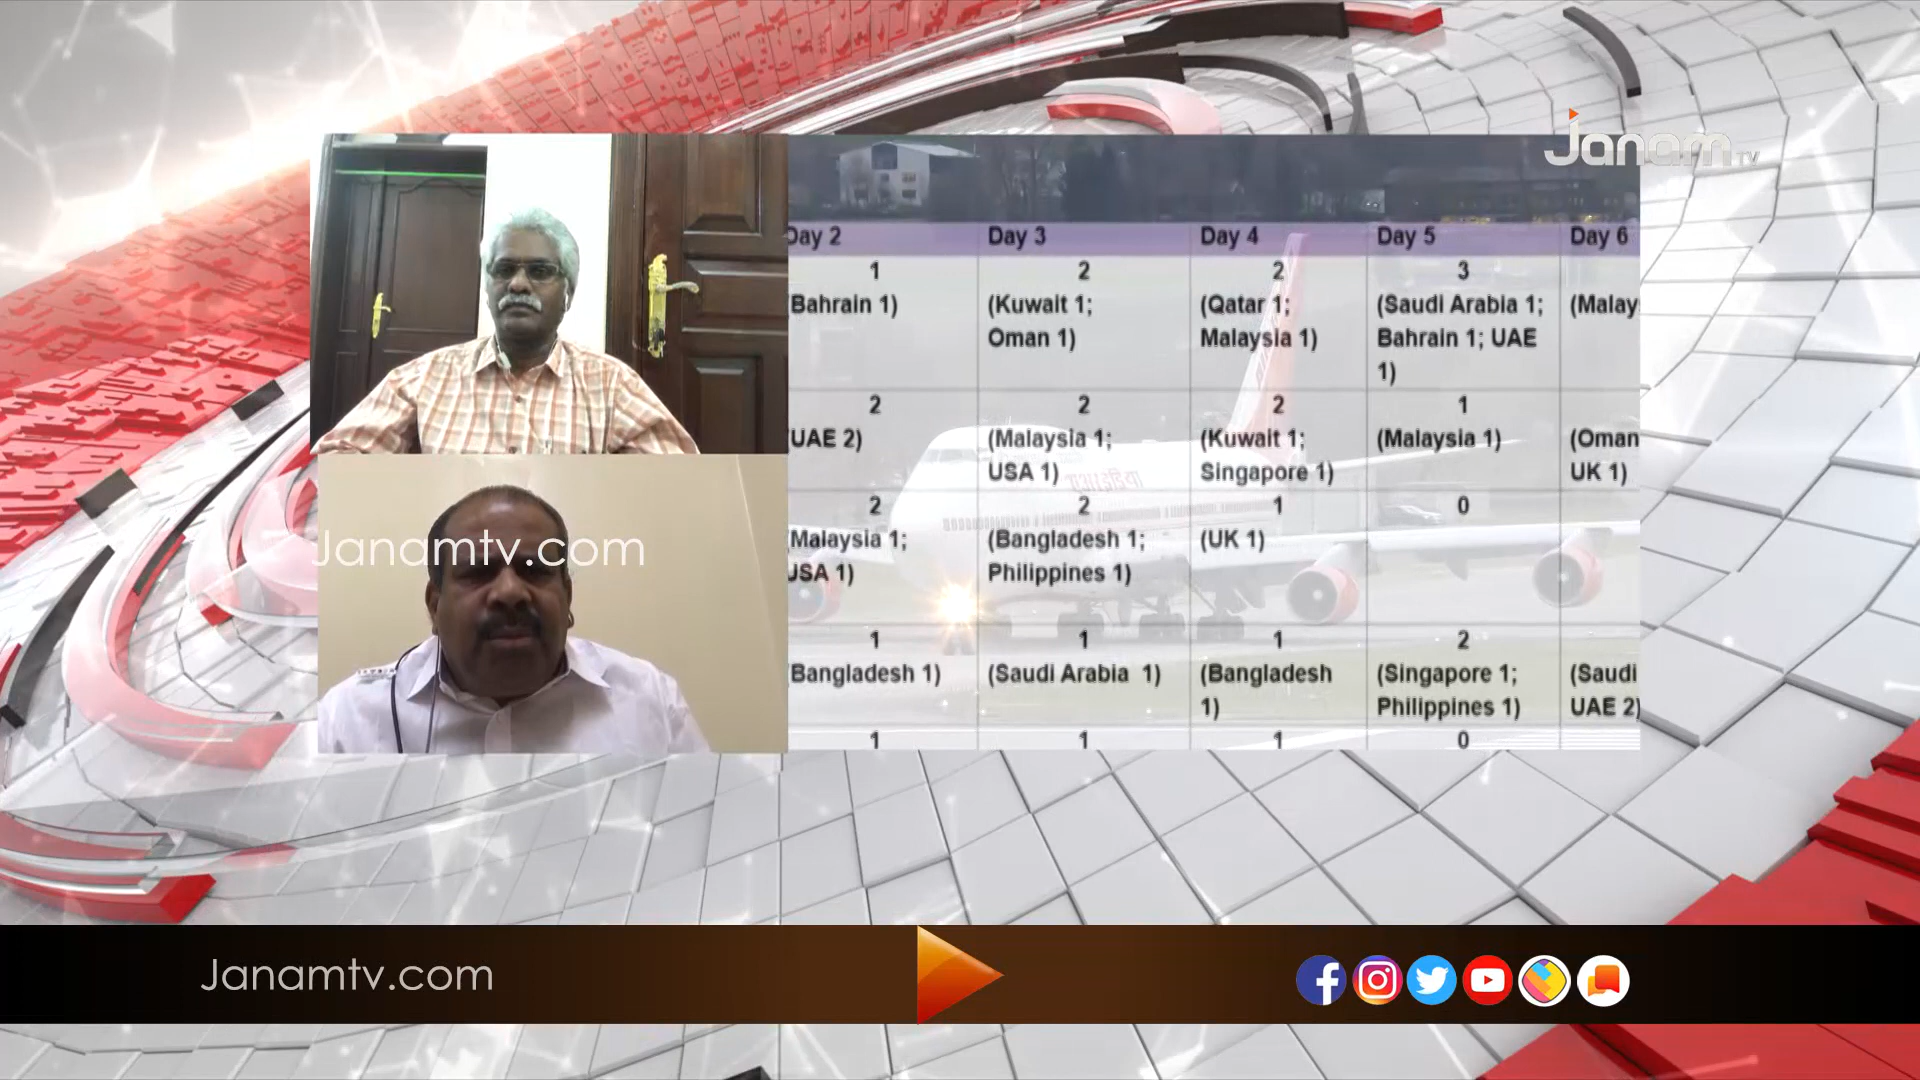 Janam TV
Day 2 Day 3 Day 4 Day 5 Day 6
1 2 2 3
(Bahrain 1) (Kuwait 1; (Qatar 1; (Saudi Arabia 1; (Malay
Oman 1) Malaysia 1) Bahrain 1; UAE
1)
2 2 2 1
(UAE 2) (Malaysia 1; (Kuwait 1; (Malaysia 1) (Oman
USA 1) Singapore 1) UK 1)
2 2 1 0
(Malaysia 1; (Bangladesh 1; (UK 1)
USA 1) Philippines 1)
1 1 1 2
(Bangladesh 1) (Saudi Arabia 1) (Bangladesh (Singapore 1; (Saudi
1) Philippines 1) UAE 2)
1 1 1 0
Janamtv.com
Janamtv.com